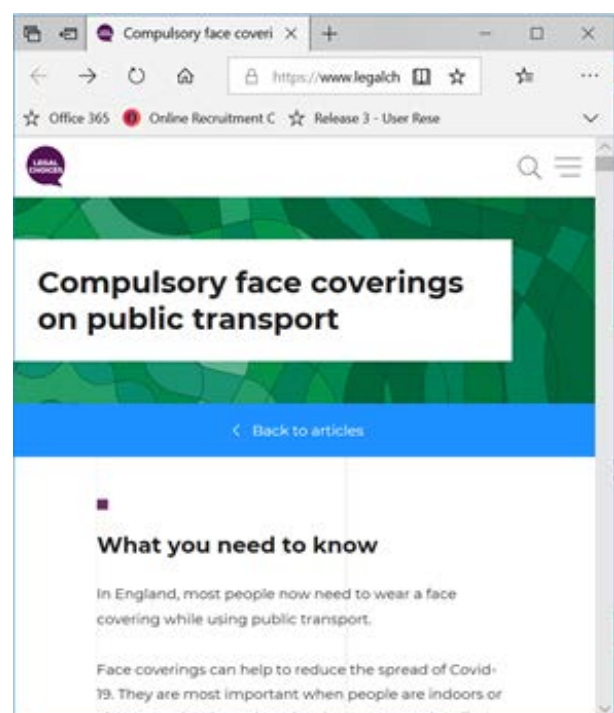 Compulsory face coveri
https://www.legalch
Office 365 Online Recruitment C Release 3 - User Rese
LEGAL
CHOICES
Compulsory face coverings
on public transport
Back to articles
What you need to know
In England, most people now need to wear a face
covering while using public transport.
Face coverings can help to reduce the spread of Covid-
19. They are most important when people are indoors or